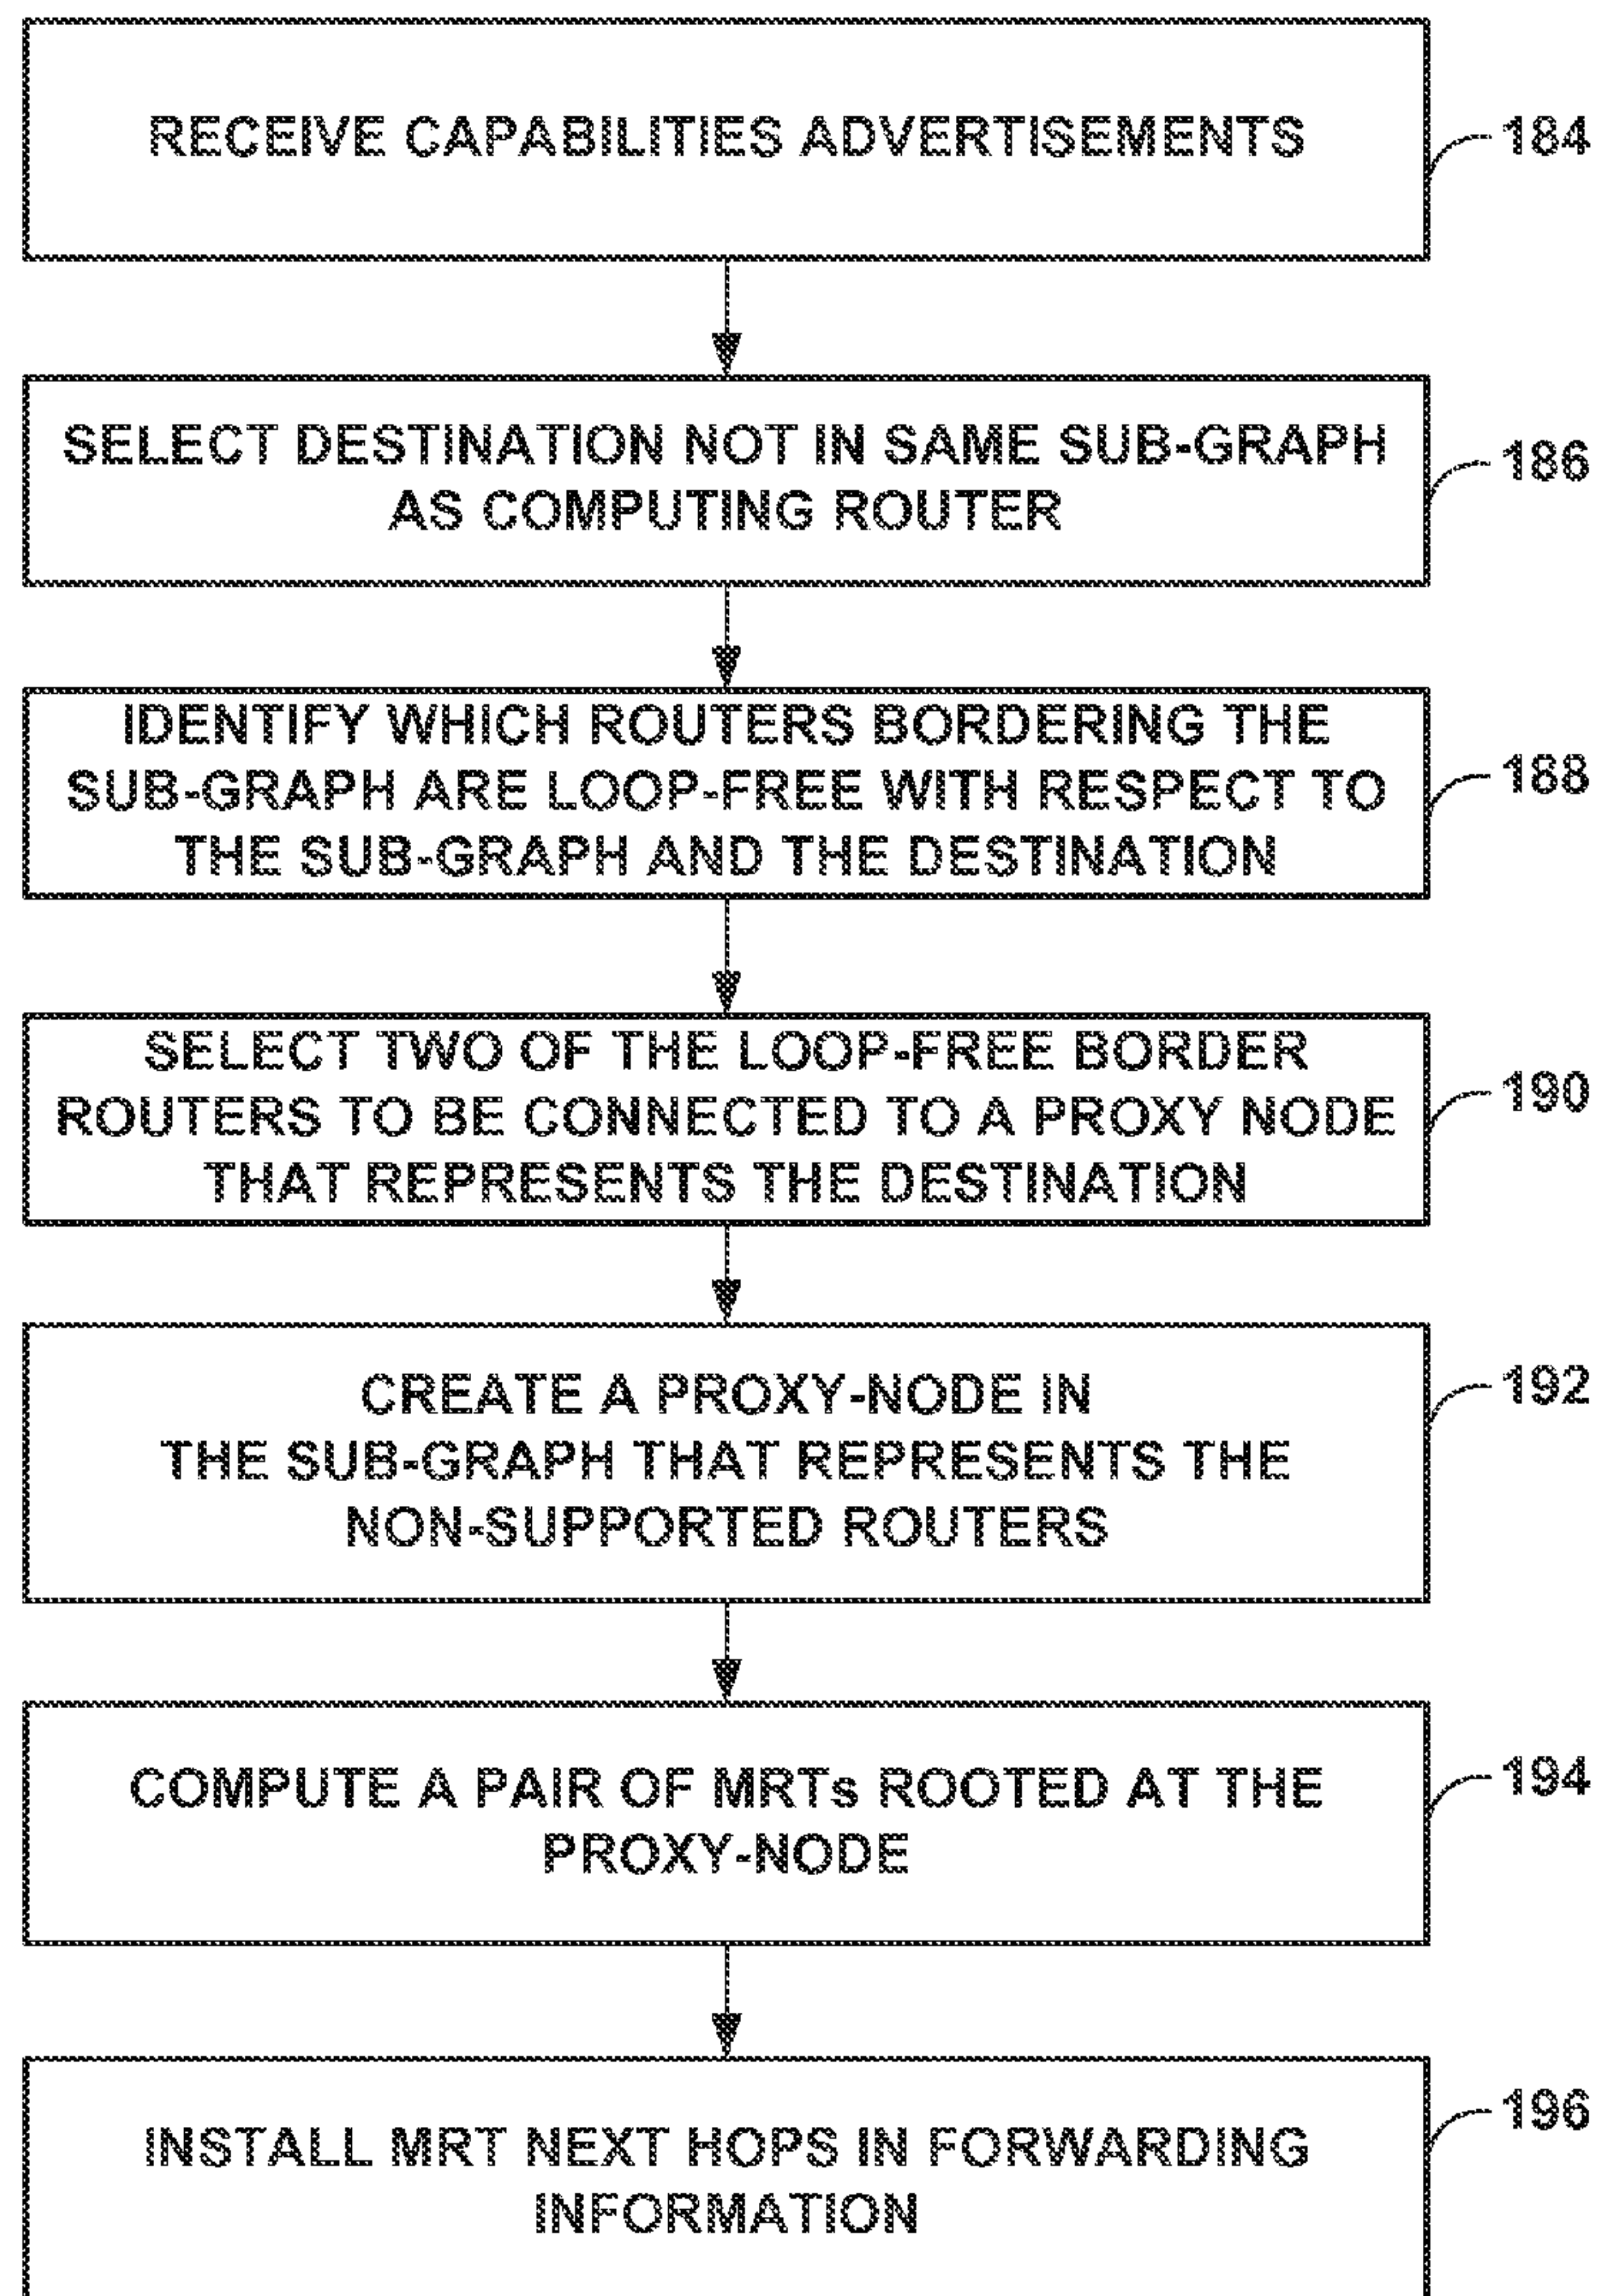 RECEIVE CAPABILITIES ADVERTISEMENTS
184
SELECT DESTINATION NOT IN SAME SUB-GRAPH
AS COMPUTING ROUTER
186
IDENTIFY WHICH ROUTERS BORDERING THE
SUB-GRAPH ARE LOOP-FREE WITH RESPECT TO
THE SUB-GRAPH AND THE DESTINATION
188
SELECT TWO OF THE LOOP-FREE BORDER
ROUTERS TO BE CONNECTED TO A PROXY NODE
THAT REPRESENTS THE DESTINATION
190
CREATE A PROXY-NODE IN
THE SUB-GRAPH THAT REPRESENTS THE
NON-SUPPORTED ROUTERS
192
COMPUTE A PAIR OF MRTs ROOTED AT THE
PROXY-NODE
194
INSTALL MRT NEXT HOPS IN FORWARDING
INFORMATION
196